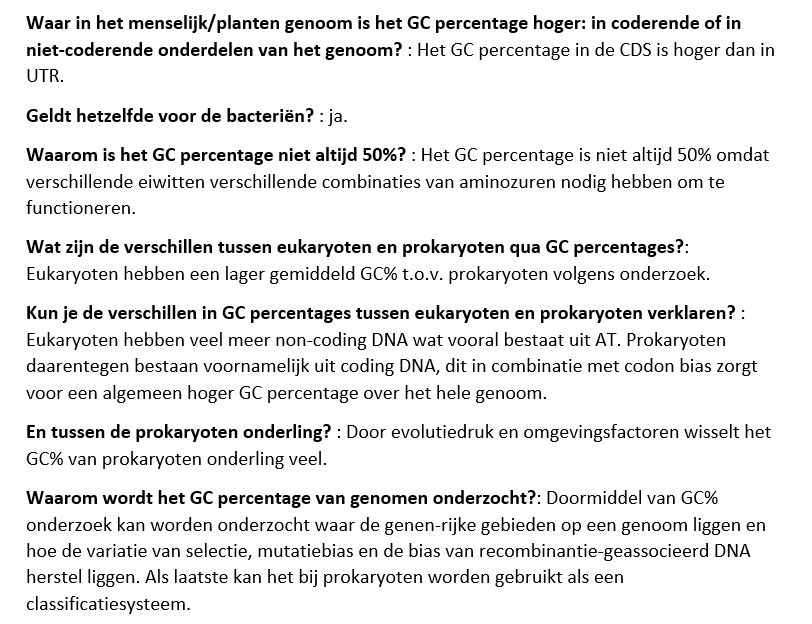 Waar in het menselijk/planten genoom is het GC percentage hoger: in coderende of in
niet-coderende onderdelen van het genoom? : Het GC percentage in de CDS is hoger dan in
UTR.
Geldt hetzelfde voor de bacteriën? : ja.
Waarom is het GC percentage niet altijd 50%? : Het GC percentage is niet altijd 50% omdat
verschillende eiwitten verschillende combinaties van aminozuren nodig hebben om te
functioneren.
Wat zijn de verschillen tussen eukaryoten en prokaryoten qua GC percentages?:
Eukaryoten hebben een lager gemiddeld GC% t.o.v. prokaryoten volgens onderzoek.
Kun je de verschillen in GC percentages tussen eukaryoten en prokaryoten verklaren? :
Eukaryoten hebben veel meer non-coding DNA wat vooral bestaat uit AT. Prokaryoten
daarentegen bestaan voornamelijk uit coding DNA, dit in combinatie met codon bias zorgt
voor een algemeen hoger GC percentage over het hele genoom.
En tussen de prokaryoten onderling? : Door evolutiedruk en omgevingsfactoren wisselt het
GC% van prokaryoten onderling veel.
Waarom wordt het GC percentage van genomen onderzocht?: Doormiddel van GC%
onderzoek kan worden onderzocht waar de genen-rijke gebieden op een genoom liggen en
hoe de variatie van selectie, mutatiebias en de bias van recombinantie-geassocieerd DNA
herstel liggen. Als laatste kan het bij prokaryoten worden gebruikt als een
classificatiesysteem.